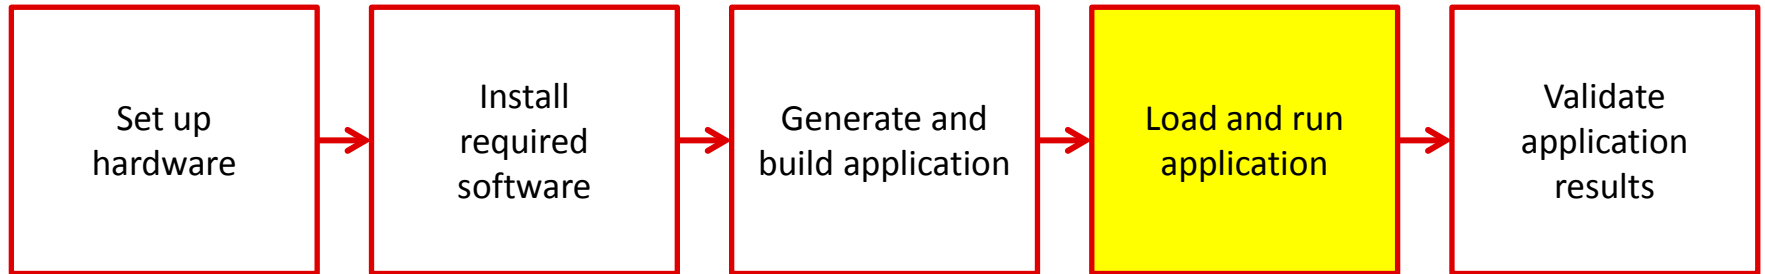 Set up
hardware
Install
required
software
Generate and
build application
Load and run
application
Validate
application
results